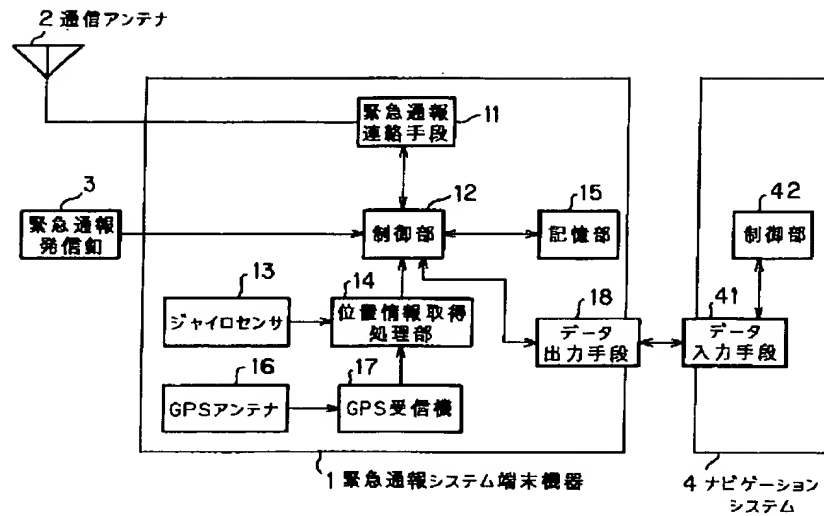 2 通信アンテナ
緊急通報
連絡手段
11
3
緊急通報
発信釦
12
制御部
15
記憶部
42
制御部
13
ジャイロセンサ
14
位置情報取得
処理部
18
データ
出力手段
41
データ
入力手段
16
GPSアンテナ
17
GPS受信機
1 緊急通報システム端末機器
4 ナビゲーション
システム